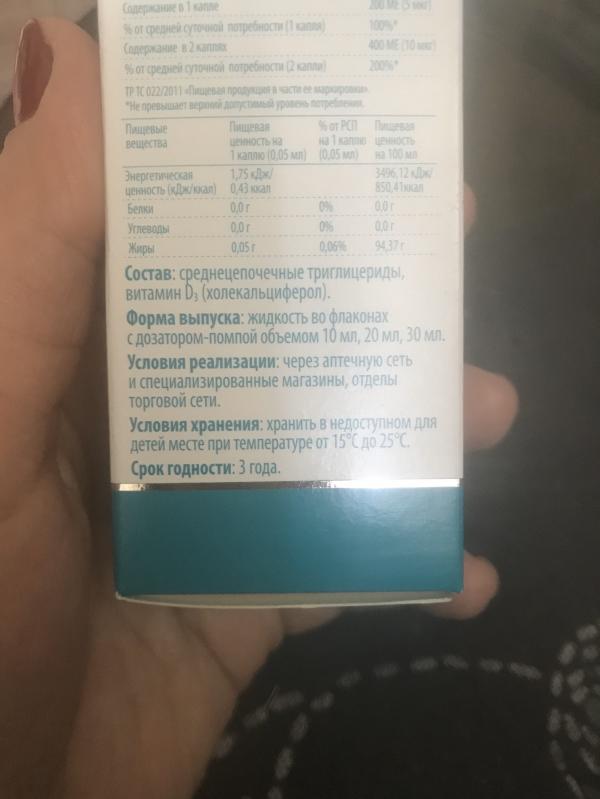 Содержание в 1 капле 200 МЕ (5 мкг)
% от средней суточной потребности (1 капля) 100%*
Содержание в 2 каплях 400 МЕ (10 мкг)
% от средней суточной потребности (2 капли) 200%*
ТР ТС 022/2011 «Пищевая продукция в части ее маркировки».
*Не превышает верхний допустимый уровень потребления.
Пищевые Пищевая % от РСП Пищевая
вещества ценность на на 1 каплю ценность
1 каплю (0,05 мл) (0,05 мл) на 100 мл
Энергетическая 1,75 кДж/ 3496,12 кДж/
ценность (кДж/ккал) 0,43 ккал 850,41ккал
Белки 0,0 г 0% 0,0 г
Углеводы 0,0 г 0% 0,0 г
Жиры 0,05 г 0,06% 94,37 г
Состав: среднецепочечные триглицериды,
витамин D₃ (холекальциферол).
Форма выпуска: жидкость во флаконах
с дозатором-помпой объемом 10 мл, 20 мл, 30 мл.
Условия реализации: через аптечную сеть
и специализированные магазины, отделы
торговой сети.
Условия хранения: хранить в недоступном для
детей месте при температуре от 15°С до 25°С.
Срок годности: 3 года.